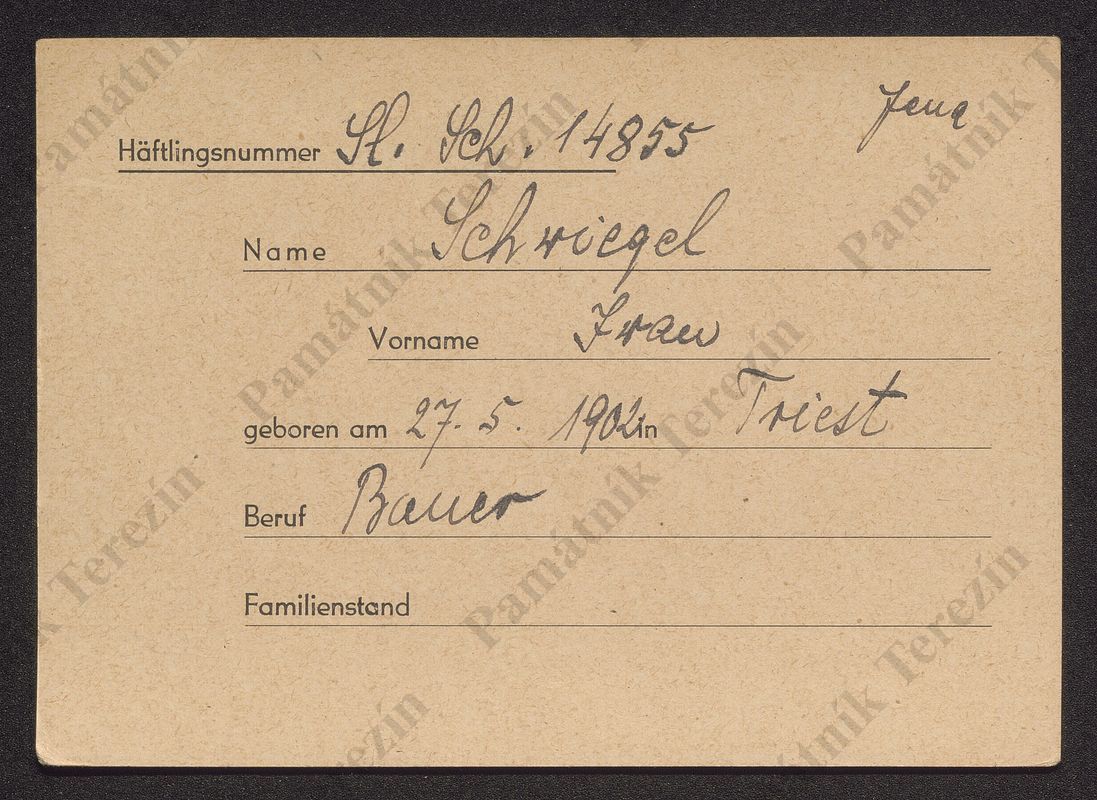 Jena
Häftlingsnummer Sl. Sch. 14855
Name Schwiegel
Vorname Ivan
geboren am 27. 5. 1902 in Triest
Beruf Bauer
Familienstand
Památník Terezín